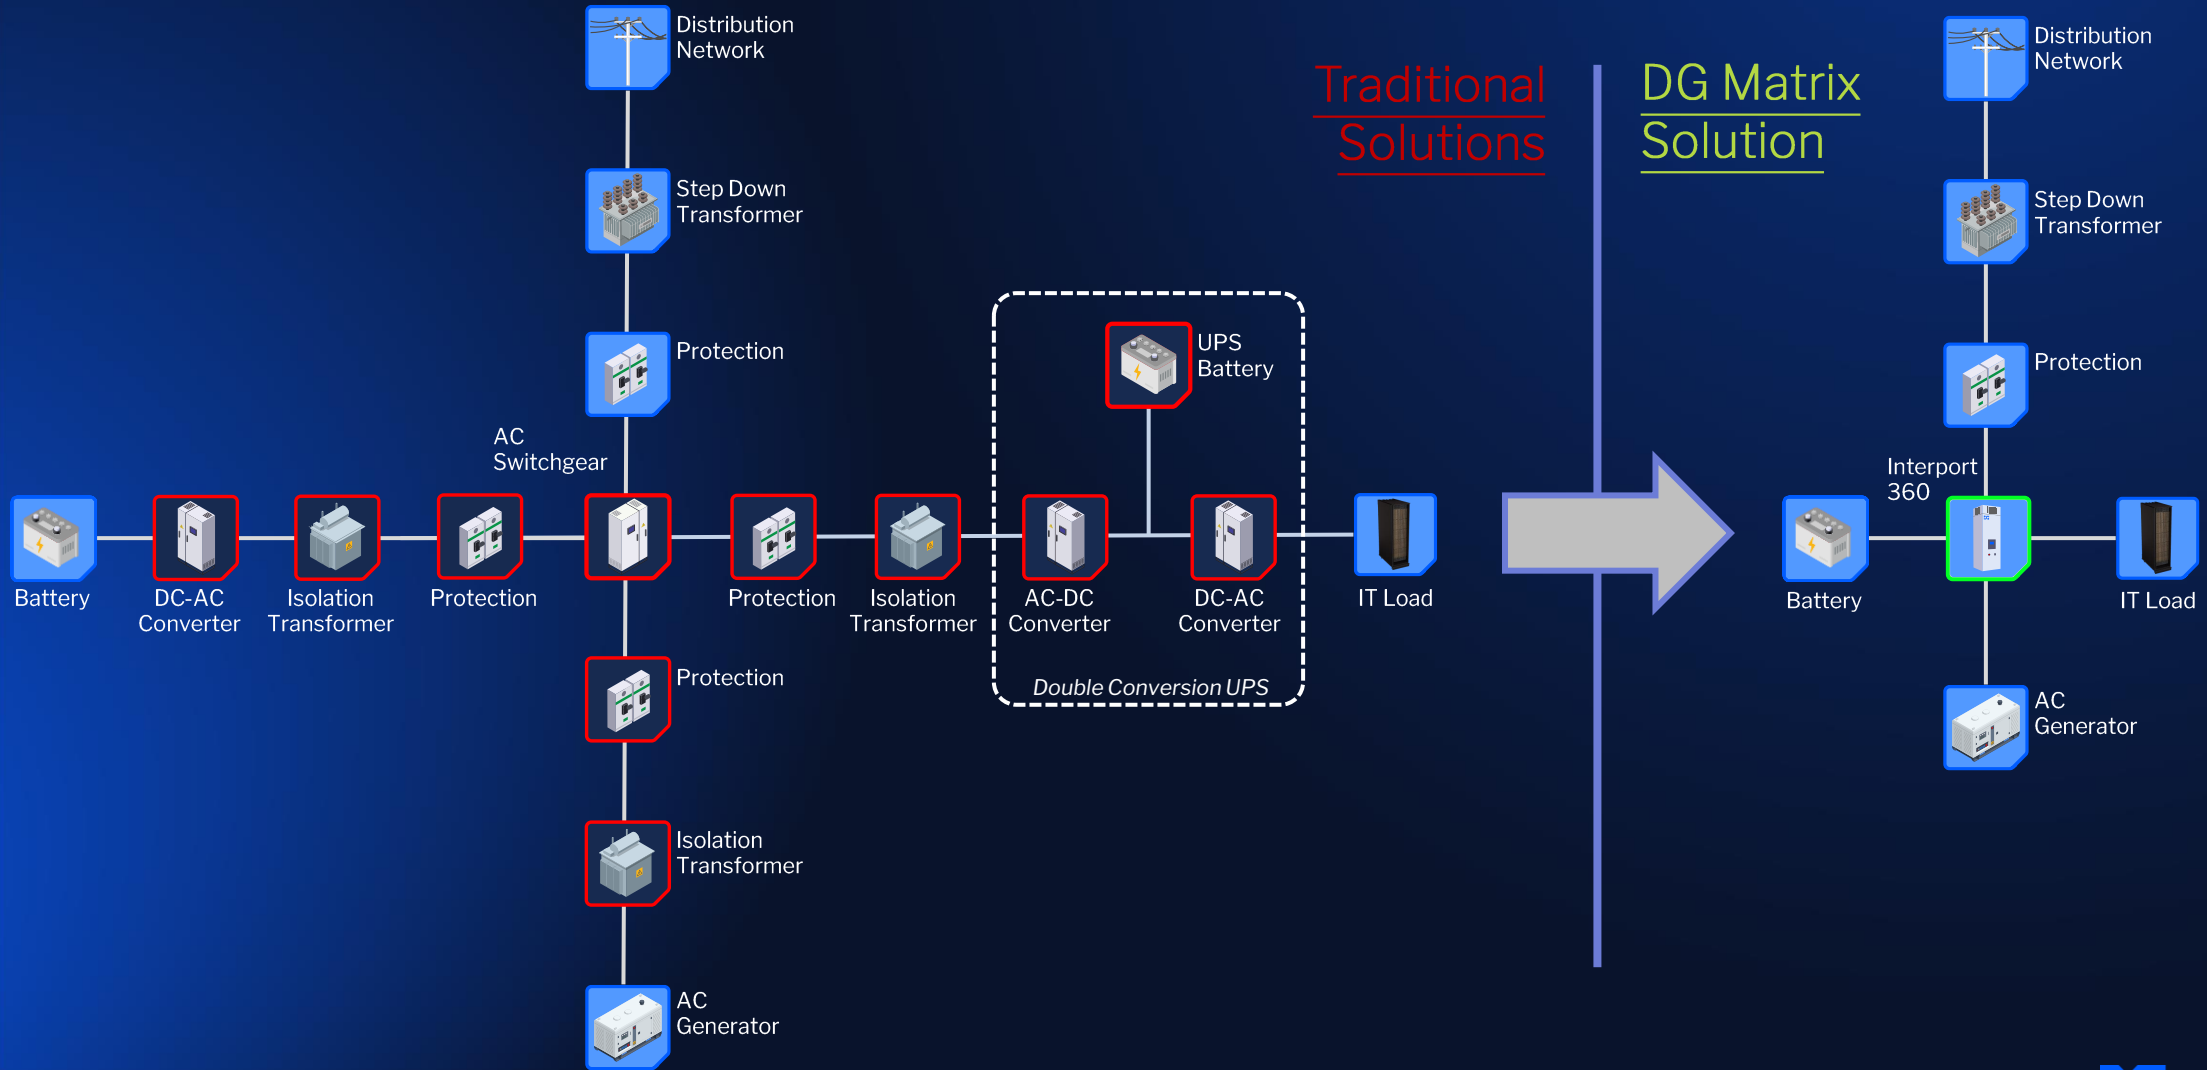 Distribution
Network
Step Down
Transformer
Protection
AC
Switchgear
Battery
DC-AC
Converter
Isolation
Transformer
Protection
Protection
Isolation
Transformer
UPS
Battery
AC-DC
Converter
DC-AC
Converter
Double Conversion UPS
IT Load
Protection
Isolation
Transformer
AC
Generator
Traditional
Solutions
DG Matrix
Solution
Distribution
Network
Step Down
Transformer
Protection
Interport
360
Battery
IT Load
AC
Generator